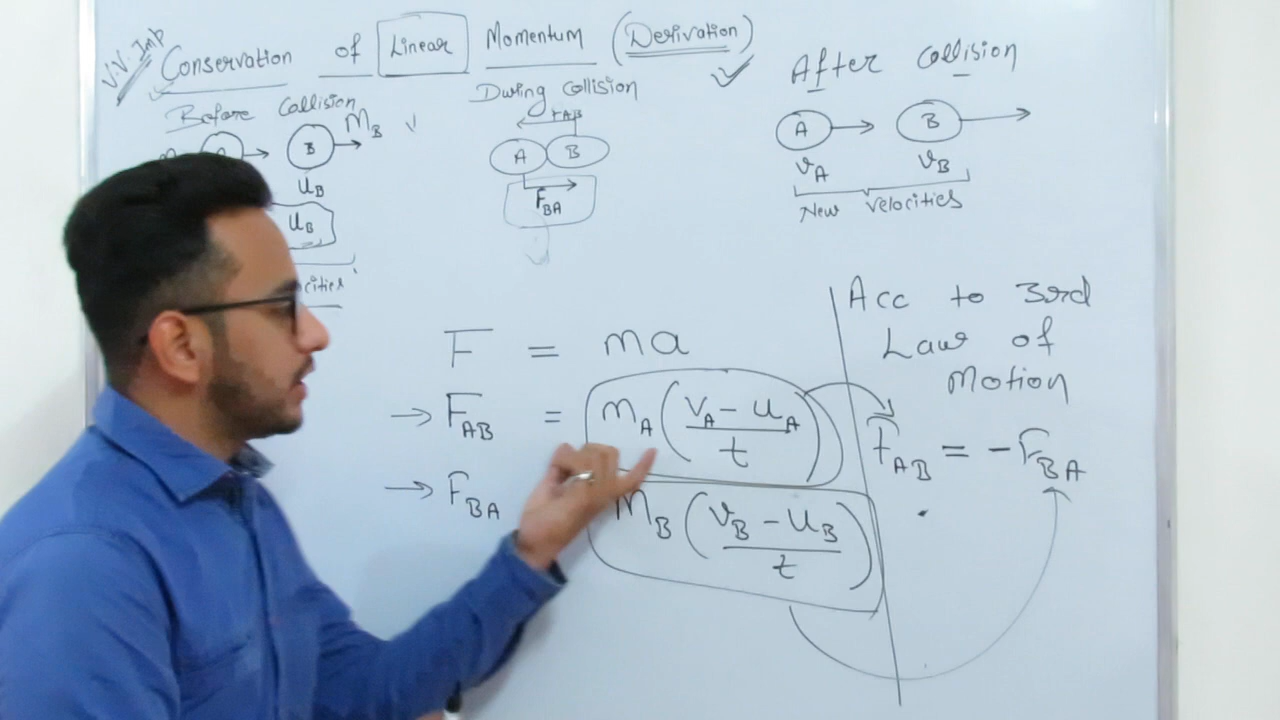 V.V. Imp
Conservation of Linear Momentum (Derivation)
Before Collision
M_B
B
u_B
u_B
During Collision
F_AB
A B
F_BA
After Collision
A B
v_A v_B
New velocities
F = ma
→ F_AB = m_A (v_A - u_A / t)
→ F_BA = M_B (v_B - u_B / t)
Acc to 3rd
Law of
Motion
F_AB = - F_BA